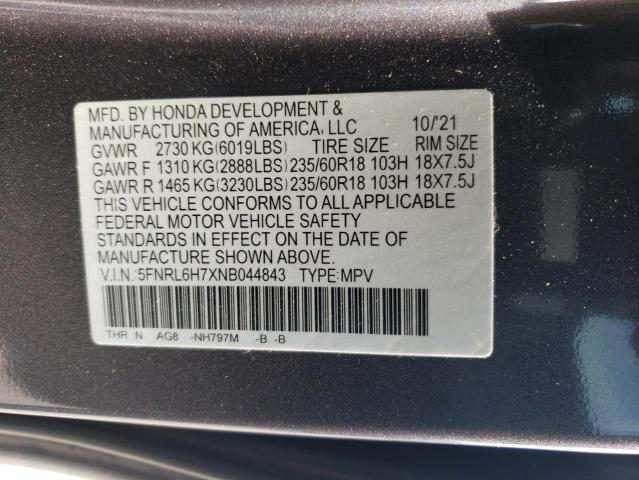 MFD. BY HONDA DEVELOPMENT &
MANUFACTURING OF AMERICA, LLC 10/'21
GVWR 2730 KG(6019LBS) TIRE SIZE RIM SIZE
GAWR F 1310 KG(2888LBS) 235/60R18 103H 18X7.5J
GAWR R 1465 KG(3230LBS) 235/60R18 103H 18X7.5J
THIS VEHICLE CONFORMS TO ALL APPLICABLE
FEDERAL MOTOR VEHICLE SAFETY
STANDARDS IN EFFECT ON THE DATE OF
MANUFACTURE SHOWN ABOVE.
V.I.N.:5FNRL6H7XNB044843 TYPE:MPV
THR N AG8 -NH797M -B -B